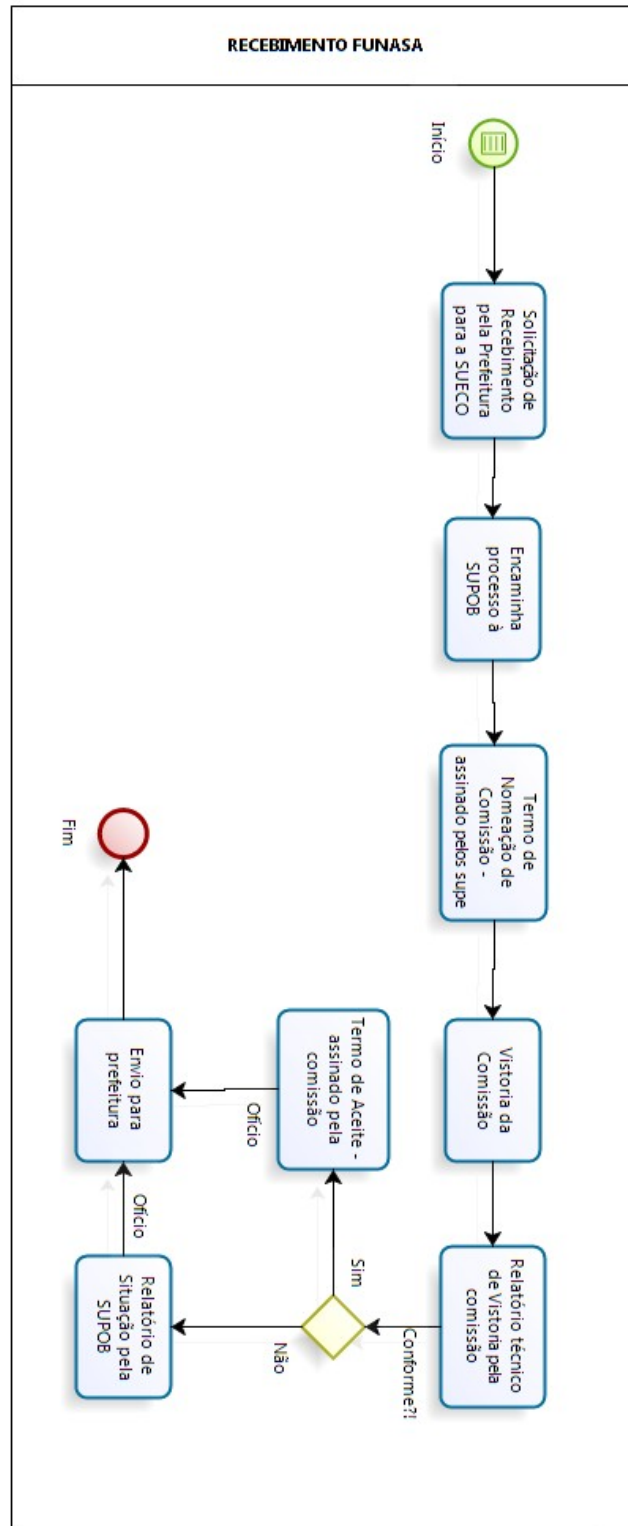 RECEBIMENTO FUNASA
Início
Solicitação de
Recebimento
pela Prefeitura
para a SUECO
Encaminha
processo à
SUPOB
Termo de
Nomeação de
Comissão -
assinado pelos supe
Vistoria da
Comissão
Relatório técnico
de Vistoria pela
comissão
Conforme?!
Sim
Não
Termo de Aceite -
assinado pela
comissão
Ofício
Relatório de
Situação pela
SUPOB
Ofício
Envio para
prefeitura
Fim